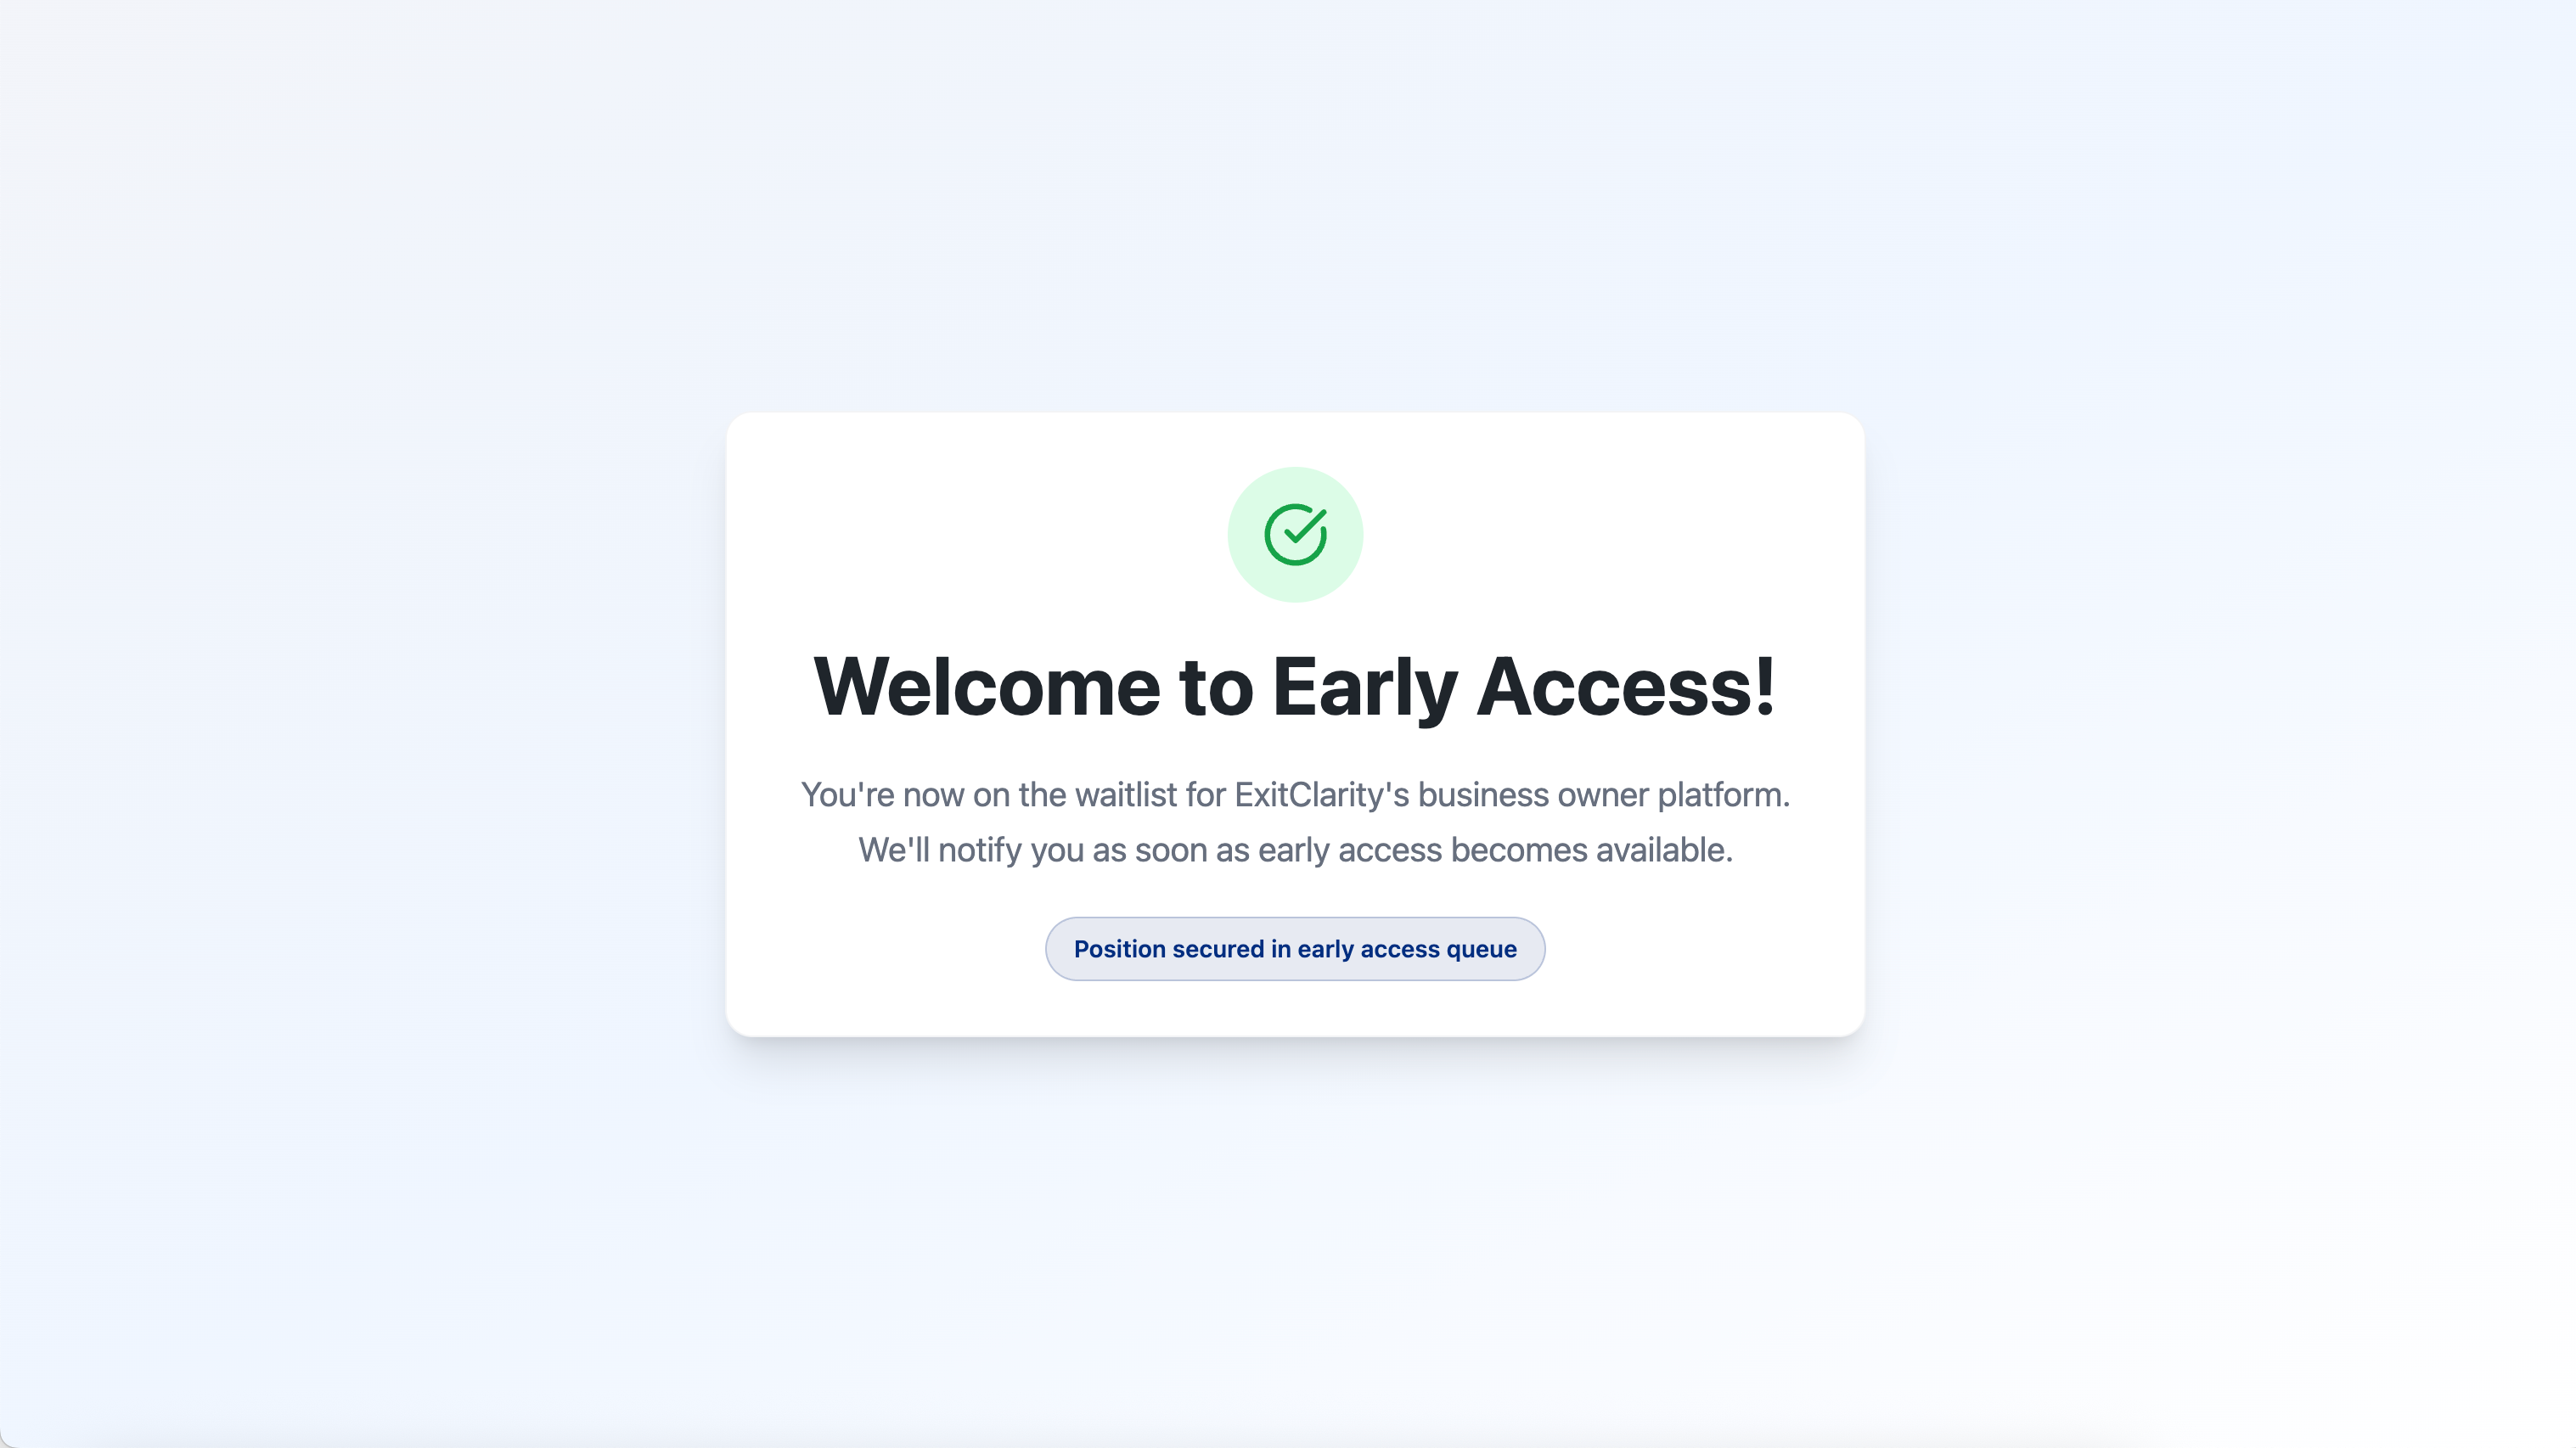 Welcome to Early Access!
You're now on the waitlist for ExitClarity's business owner platform.
We'll notify you as soon as early access becomes available.
Position secured in early access queue